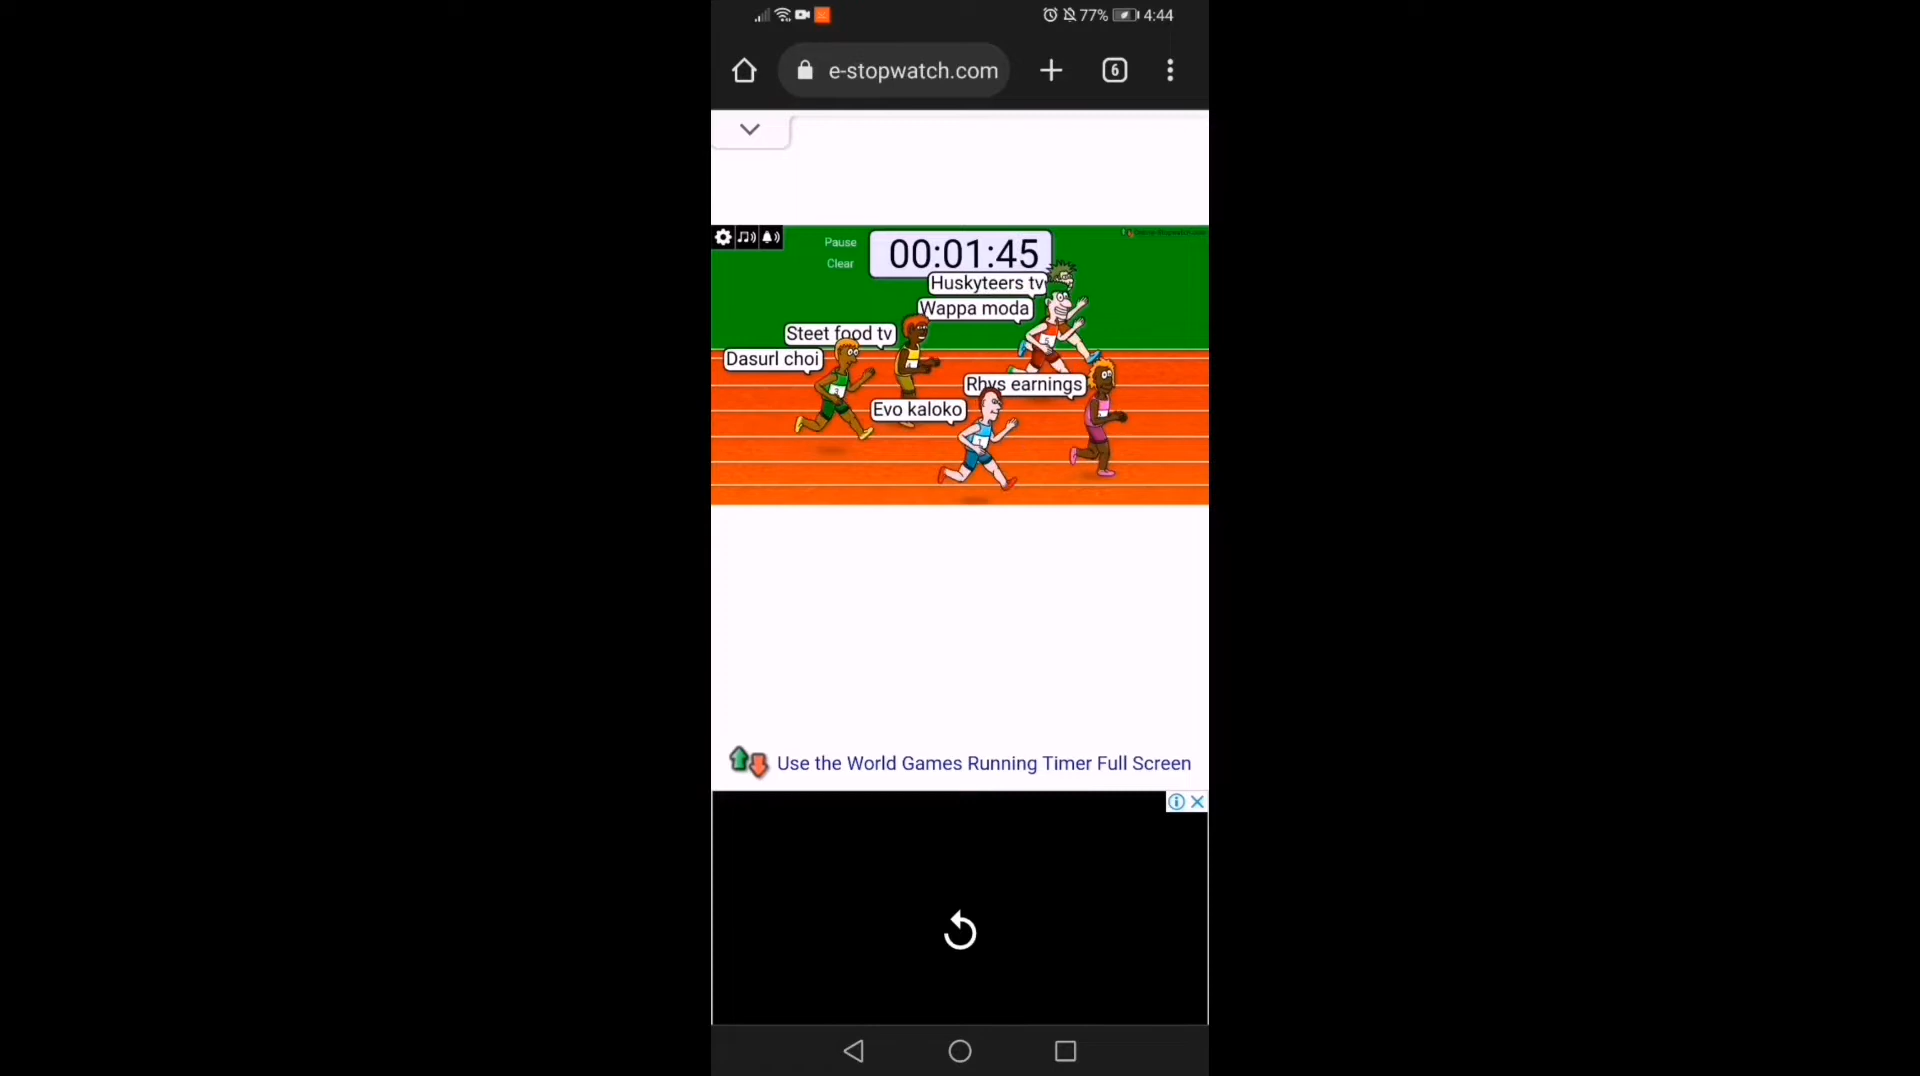 77% 4:44
e-stopwatch.com
6
Pause
Clear
00:01:45
Huskyteers tv
Wappa moda
Steet food tv
Dasurl choi
Rhys earnings
Evo kaloko
Use the World Games Running Timer Full Screen